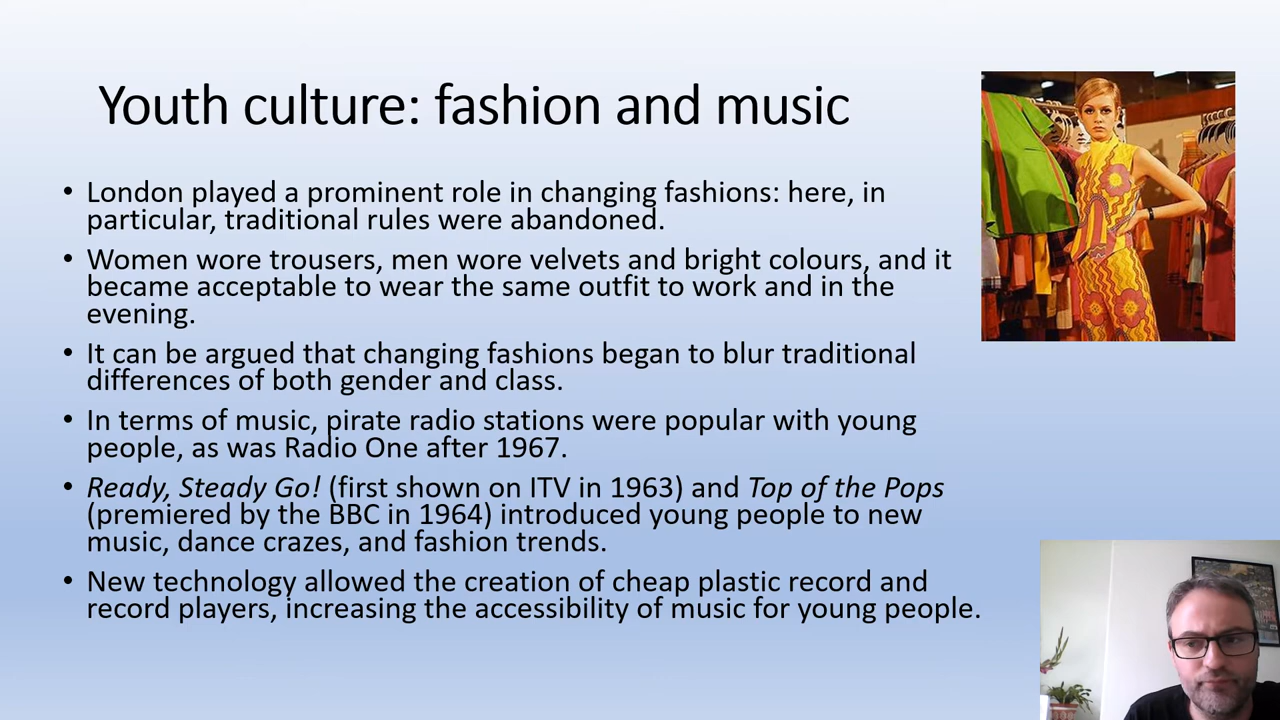 Youth culture: fashion and music
• London played a prominent role in changing fashions: here, in
particular, traditional rules were abandoned.
• Women wore trousers, men wore velvets and bright colours, and it
became acceptable to wear the same outfit to work and in the
evening.
• It can be argued that changing fashions began to blur traditional
differences of both gender and class.
• In terms of music, pirate radio stations were popular with young
people, as was Radio One after 1967.
• Ready, Steady Go! (first shown on ITV in 1963) and Top of the Pops
(premiered by the BBC in 1964) introduced young people to new
music, dance crazes, and fashion trends.
• New technology allowed the creation of cheap plastic record and
record players, increasing the accessibility of music for young people.